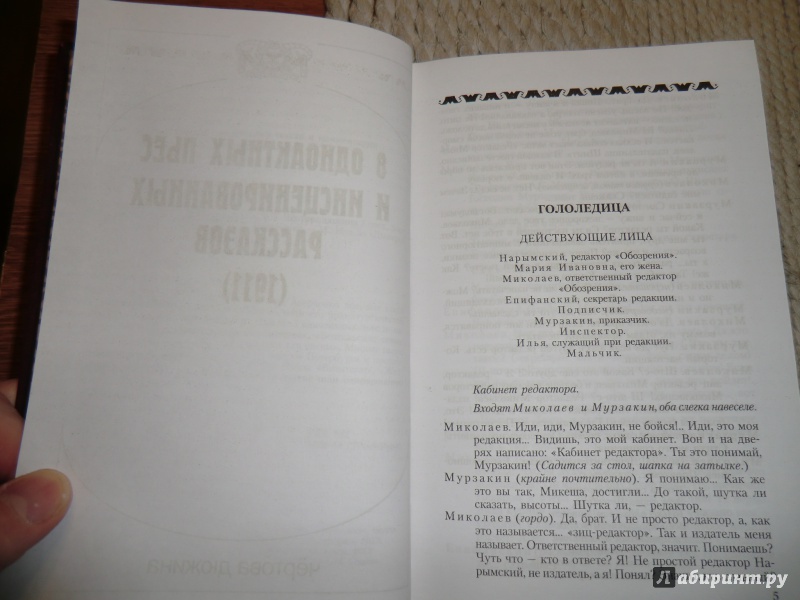 8 ОДНОАКТНЫХ ПЬЕС
И ИНСЦЕНИРОВАННЫХ
РАССКАЗОВ
(1911)
чертова дюжина
ГОЛОЛЕДИЦА
ДЕЙСТВУЮЩИЕ ЛИЦА
Нарымский, редактор «Обозрения».
Мария Ивановна, его жена.
Миколаев, ответственный редактор
«Обозрения».
Епифанский, секретарь редакции.
Подписчик.
Мурзакин, приказчик.
Инспектор.
Илья, служащий при редакции.
Мальчик.
Кабинет редактора.
Входят Миколаев и Мурзакин, оба слегка навеселе.
Миколаев. Иди, иди, Мурзакин, не бойся!.. Иди, это моя
редакция... Видишь, это мой кабинет. Вон и на две-
рях написано: «Кабинет редактора». Ты это понимай,
Мурзакин! (Садится за стол, шапка на затылке.)
Мурзакин (крайне почтительно). Я понимаю... Как же
это вы так, Микеша, достигли... До такой, шутка ли
сказать, высоты... Шутка ли, — редактор.
Миколаев (гордо). Да, брат. И не просто редактор, а, как
это называется... «зиц-редактор». Так и издатель меня
называет. Ответственный редактор, значит. Понимаешь?
Чуть что — кто в ответе? Я! Не простой редактор На-
рымский, не издатель, а я! Понял?
5
Лабиринт.ру